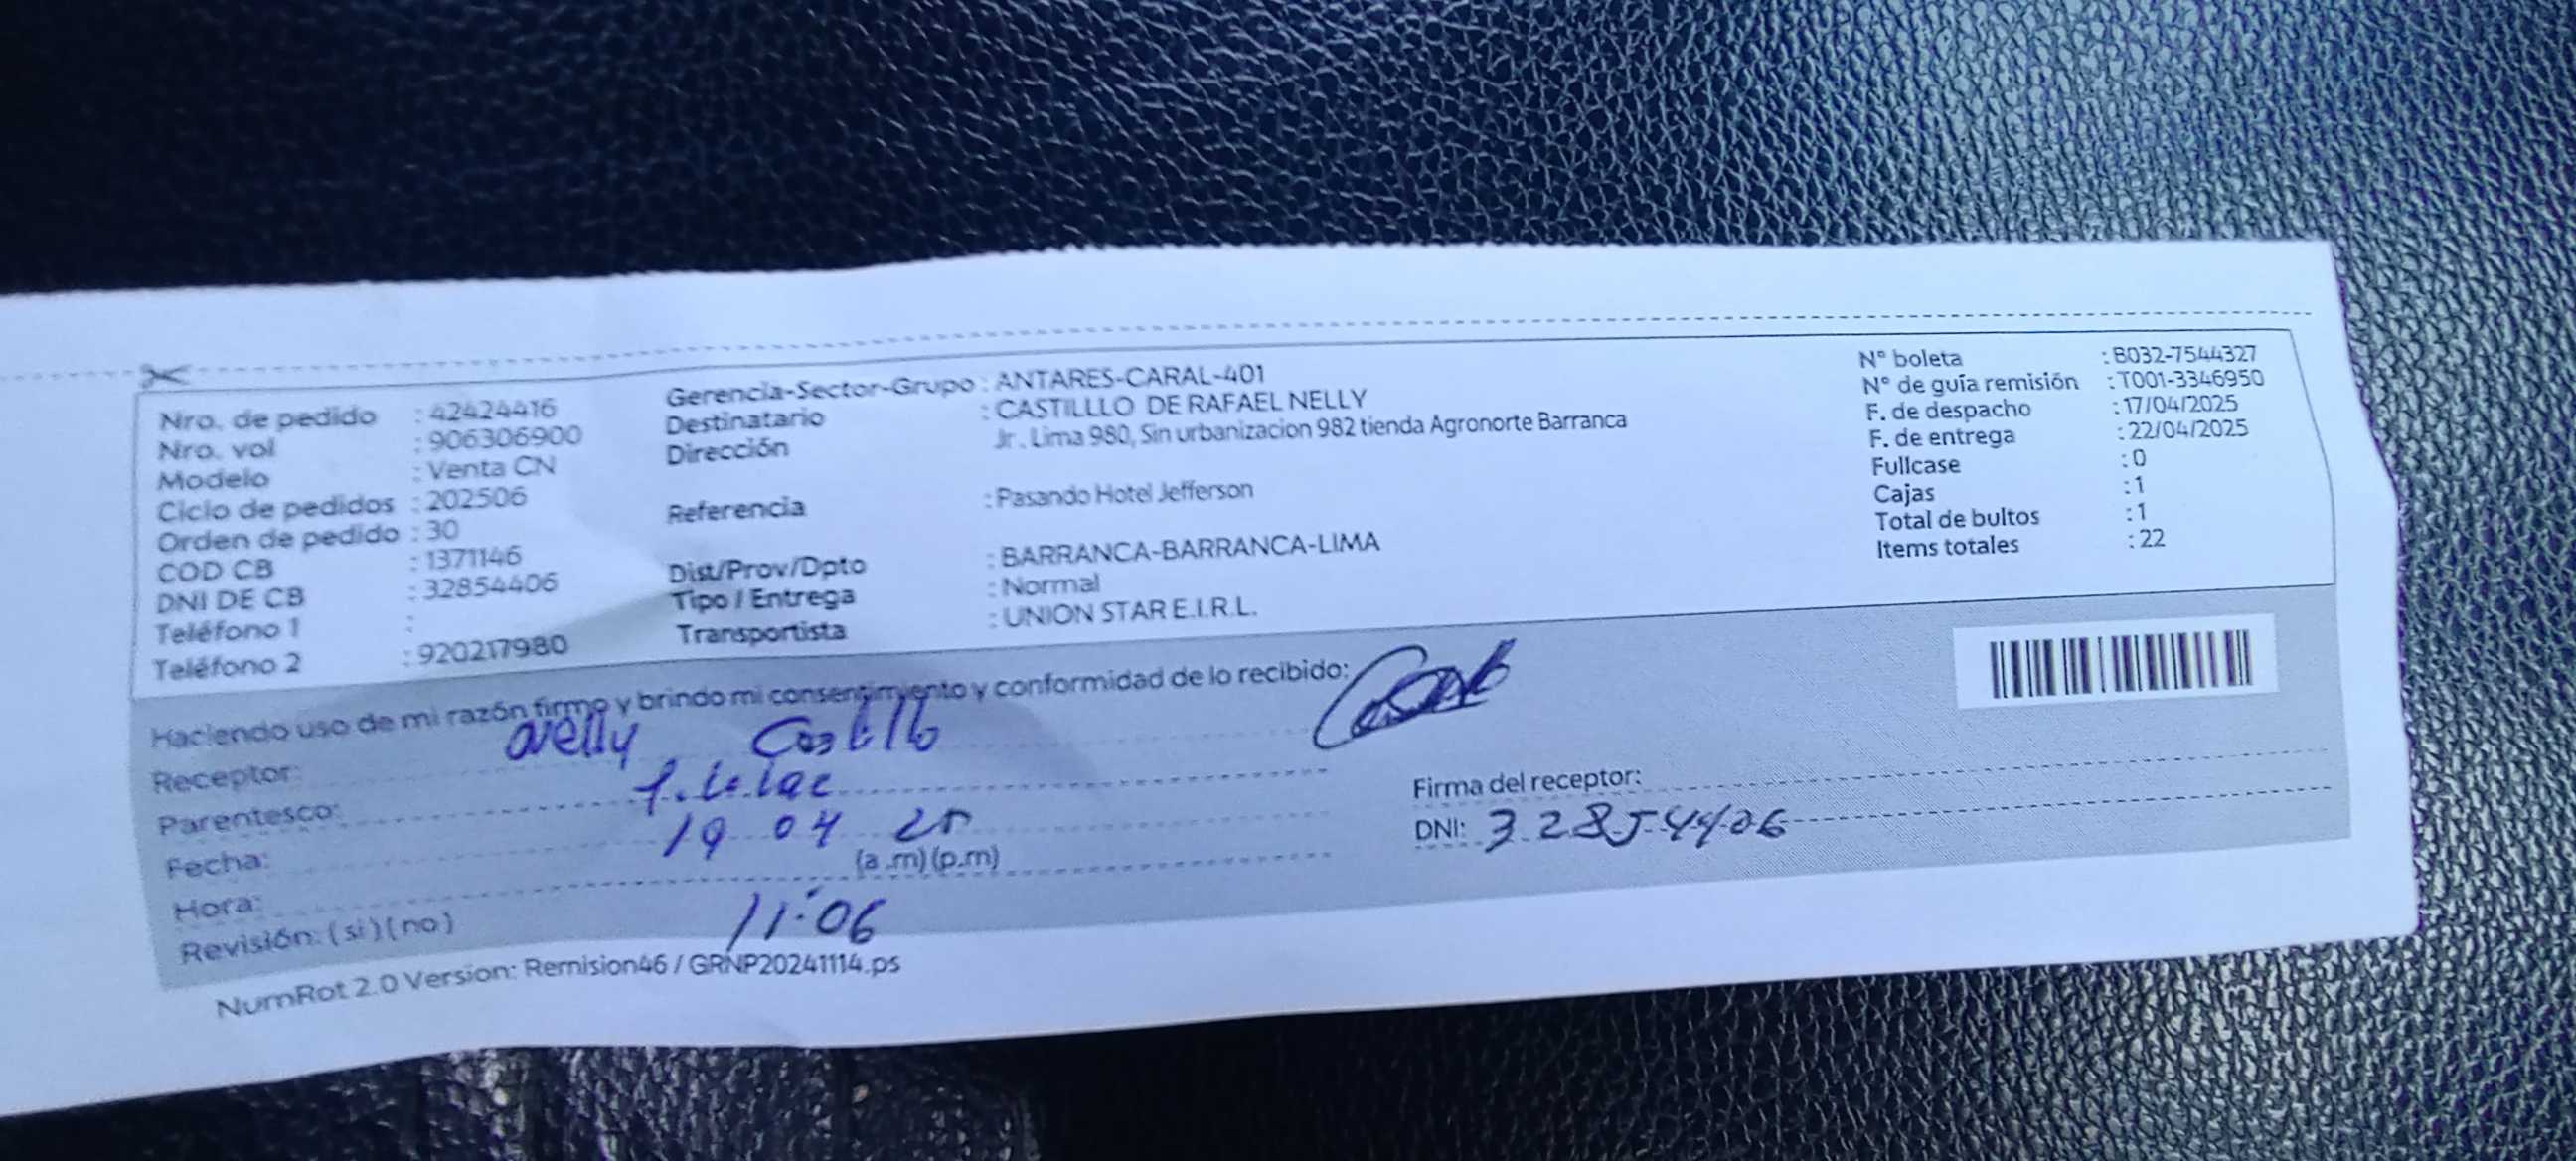 Nro. de pedido : 42424416
Nro. vol : 906306900
Modelo : Venta CN
Ciclo de pedidos : 202506
Orden de pedido : 30
COD CB : 1371146
DNI DE CB : 32854406
Teléfono 1 :
Teléfono 2 : 920217980
Gerencia-Sector-Grupo : ANTARES-CARAL-401
Destinatario : CASTILLLO DE RAFAEL NELLY
Dirección Jr. Lima 980, Sin urbanizacion 982 tienda Agronorte Barranca
Referencia : Pasando Hotel Jefferson
Dist/Prov/Dpto : BARRANCA-BARRANCA-LIMA
Tipo / Entrega : Normal
Transportista : UNION STAR E.I.R.L.
N° boleta : B032-7544327
N° de guía remisión : T001-3346950
F. de despacho : 17/04/2025
F. de entrega : 22/04/2025
Fullcase : 0
Cajas : 1
Total de bultos : 1
Items totales : 22
Haciendo uso de mi razón firmo y brindo mi consentimiento y conformidad de lo recibido:
Receptor: Nelly Castillo
Parentesco:
Fecha: 19 04 25
Hora: (a .m) (p.m)
11:06
Revisión: ( si ) ( no )
Firma del receptor:
DNI: 32854406
NumRot 2.0 Version: Remision46 / GRNP20241114.ps